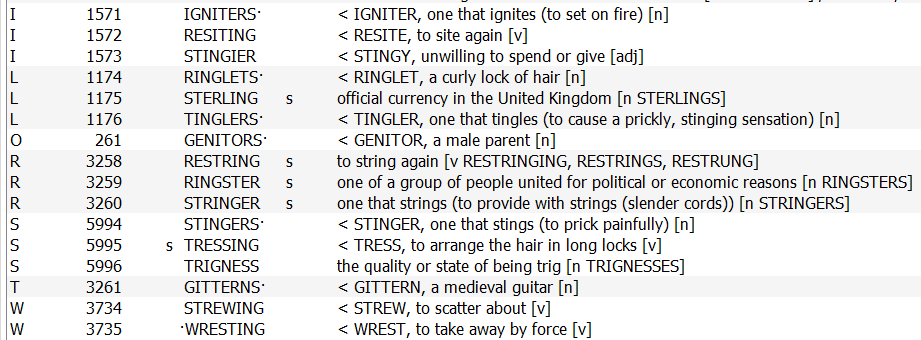 I 1571 IGNITERS· < IGNITER, one that ignites (to set on fire) [n]
I 1572 RESITING < RESITE, to site again [v]
I 1573 STINGIER < STINGY, unwilling to spend or give [adj]
L 1174 RINGLETS· < RINGLET, a curly lock of hair [n]
L 1175 STERLING s official currency in the United Kingdom [n STERLINGS]
L 1176 TINGLERS· < TINGLER, one that tingles (to cause a prickly, stinging sensation) [n]
O 261 GENITORS· < GENITOR, a male parent [n]
R 3258 RESTRING s to string again [v RESTRINGING, RESTRINGS, RESTRUNG]
R 3259 RINGSTER s one of a group of people united for political or economic reasons [n RINGSTERS]
R 3260 STRINGER s one that strings (to provide with strings (slender cords)) [n STRINGERS]
S 5994 STINGERS· < STINGER, one that stings (to prick painfully) [n]
S 5995 s TRESSING < TRESS, to arrange the hair in long locks [v]
S 5996 TRIGNESS the quality or state of being trig [n TRIGNESSES]
T 3261 GITTERNS· < GITTERN, a medieval guitar [n]
W 3734 STREWING < STREW, to scatter about [v]
W 3735 ·WRESTING < WREST, to take away by force [v]